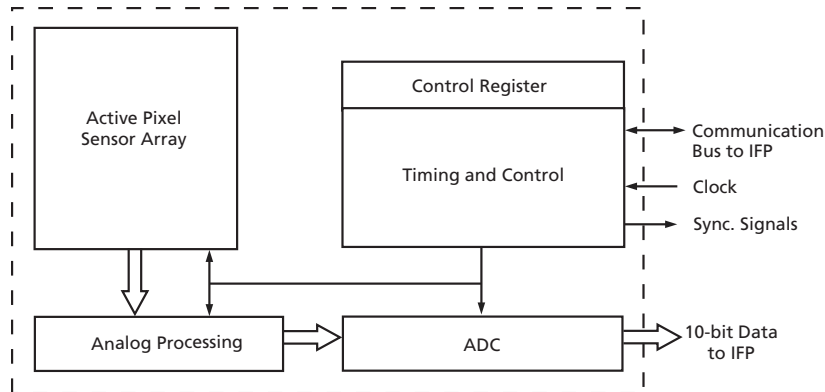 Active Pixel
Sensor Array
Control Register
Timing and Control
Communication
Bus to IFP
Clock
Sync. Signals
Analog Processing
ADC
10-bit Data
to IFP